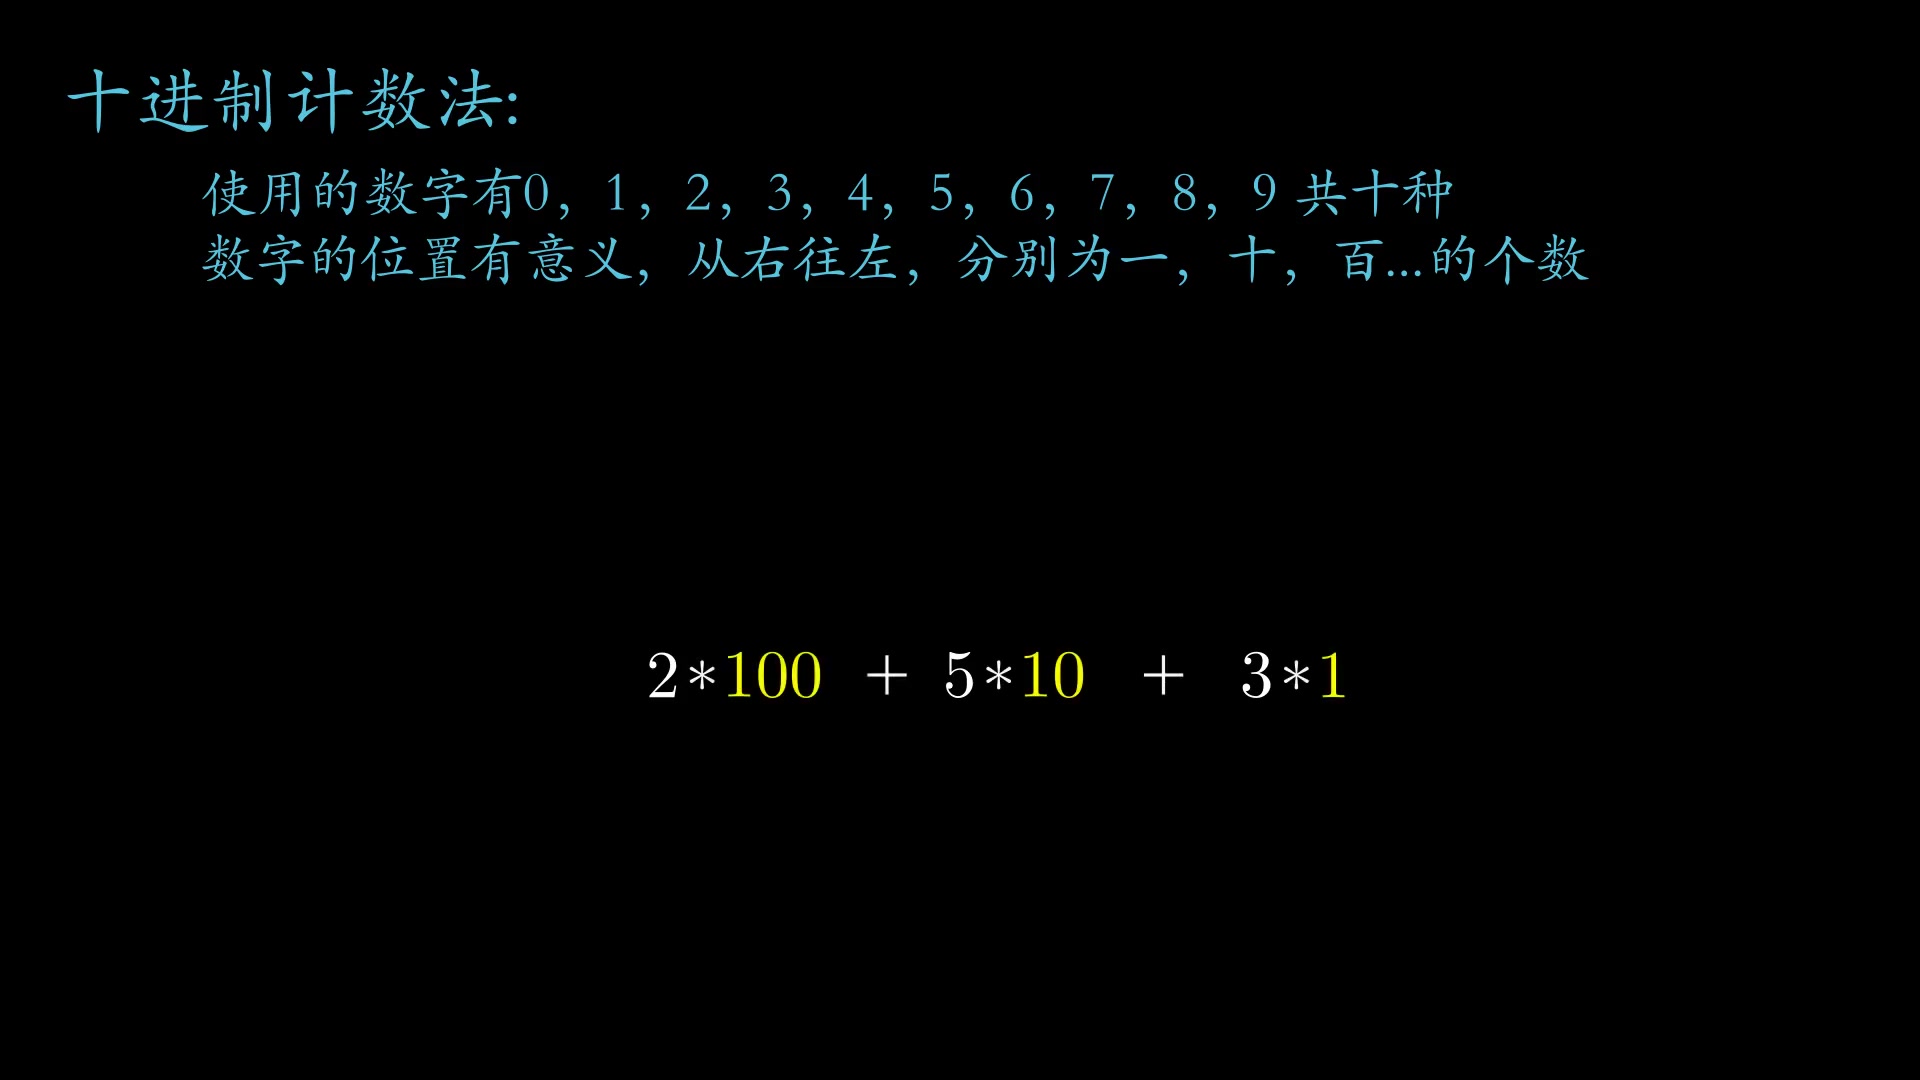 十进制计数法:
使用的数字有0，1，2，3，4，5，6，7，8，9 共十种
数字的位置有意义，从右往左，分别为一，十，百...的个数
2*100 + 5*10 + 3*1